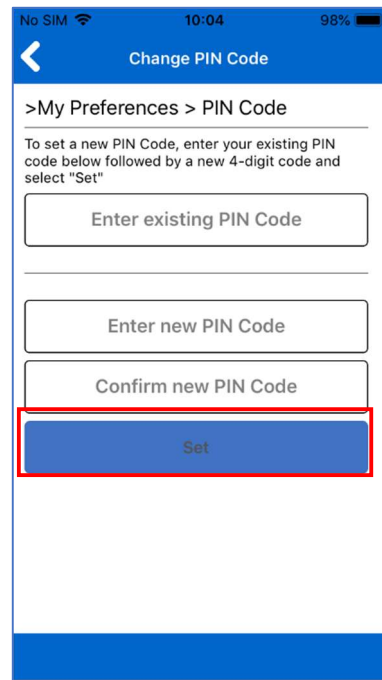 No SIM 10:04 98%
Change PIN Code
>My Preferences > PIN Code
To set a new PIN Code, enter your existing PIN
code below followed by a new 4-digit code and
select "Set"
Enter existing PIN Code
Enter new PIN Code
Confirm new PIN Code
Set